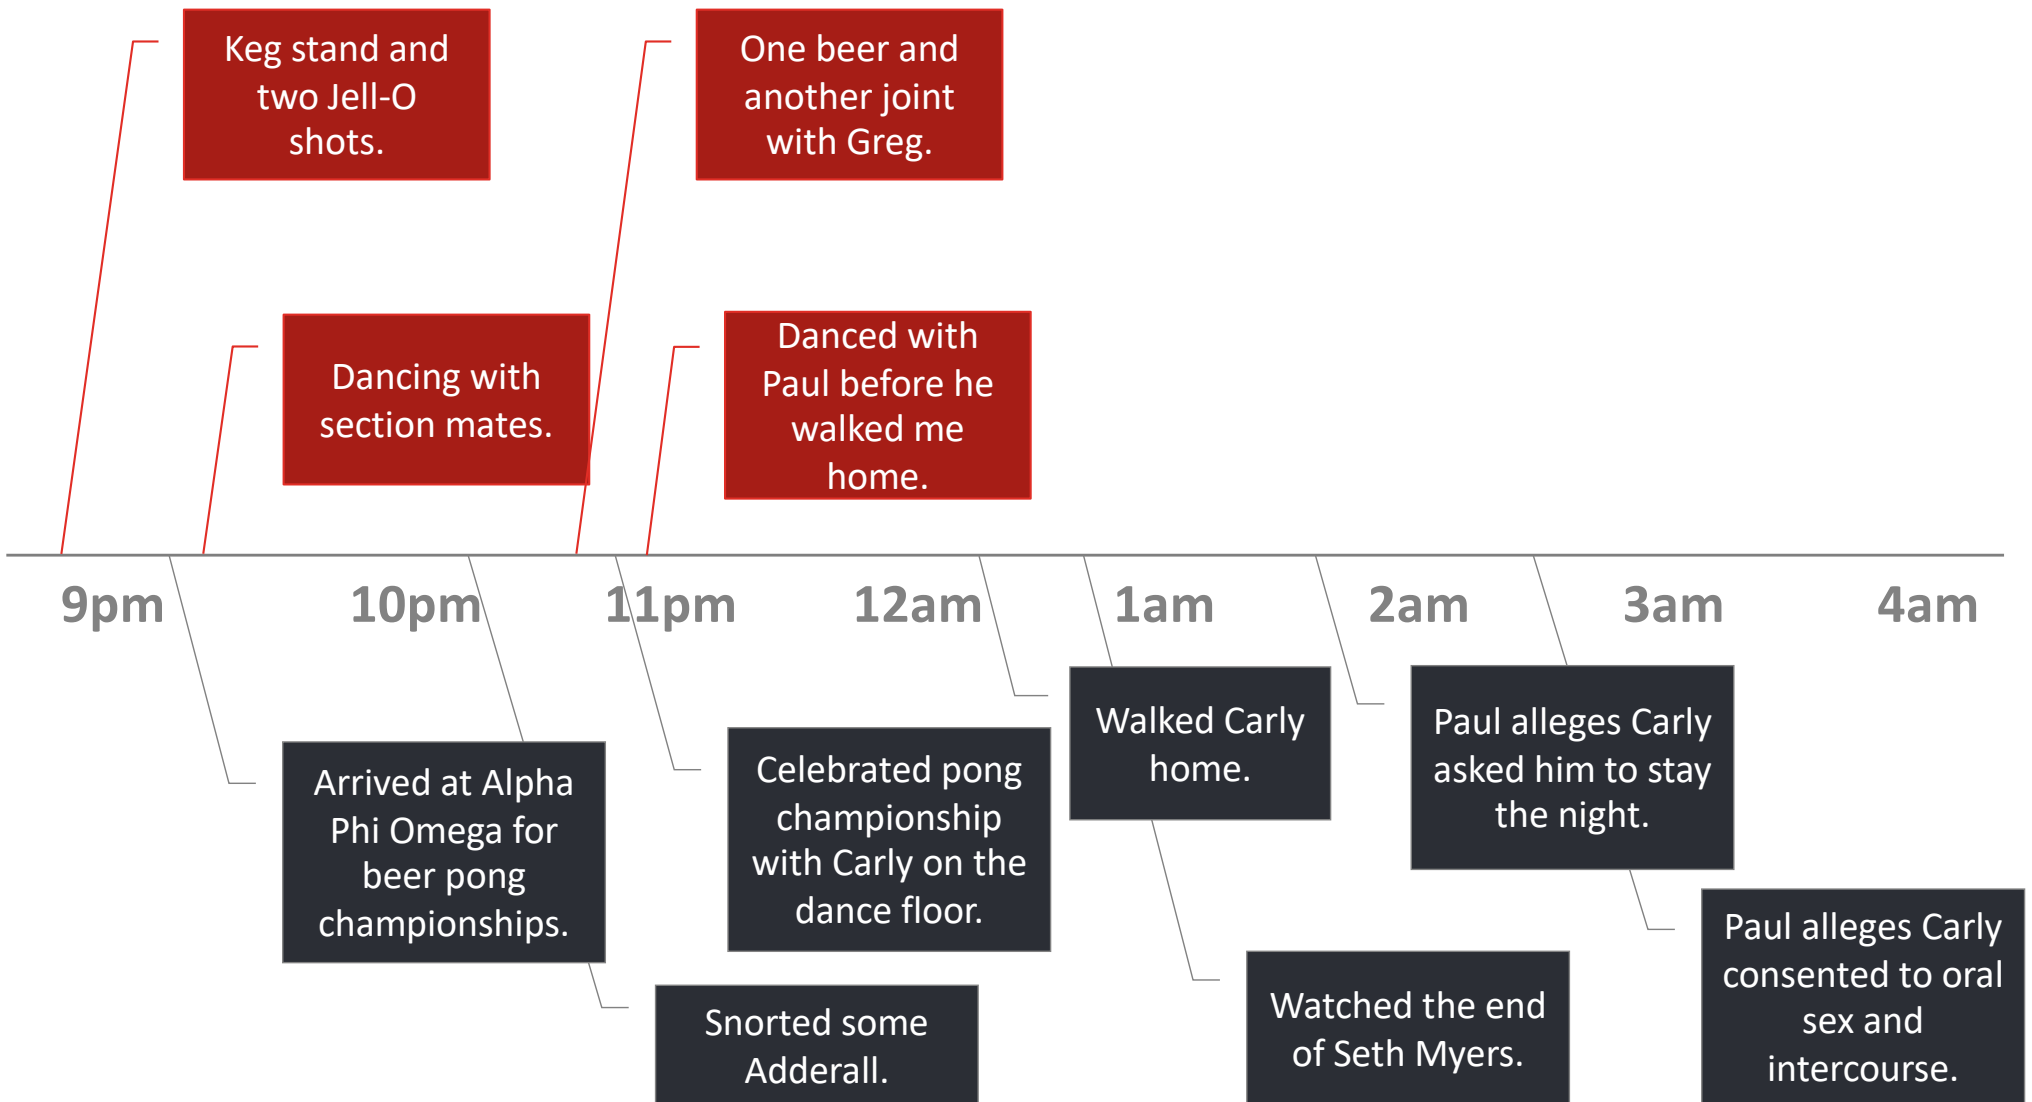 Keg stand and
two Jell-O
shots.
One beer and
another joint
with Greg.
Dancing with
section mates.
Danced with
Paul before he
walked me
home.
9pm
10pm
11pm
12am
1am
2am
3am
4am
Arrived at Alpha
Phi Omega for
beer pong
championships.
Snorted some
Adderall.
Celebrated pong
championship
with Carly on the
dance floor.
Walked Carly
home.
Watched the end
of Seth Myers.
Paul alleges Carly
asked him to stay
the night.
Paul alleges Carly
consented to oral
sex and
intercourse.